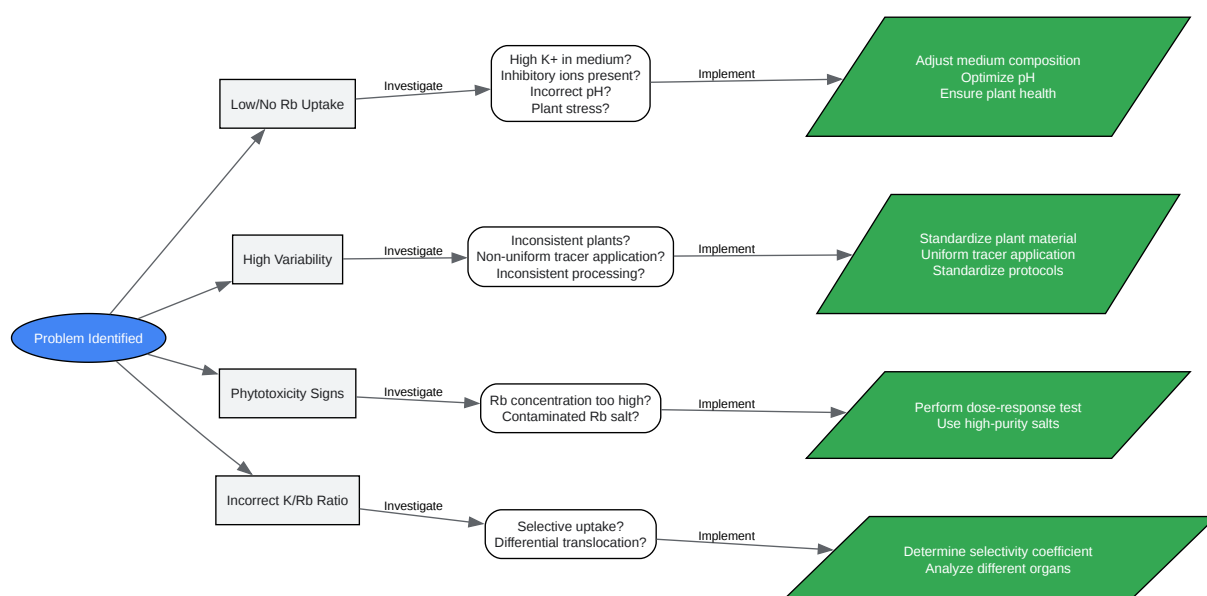 Problem Identified
Low/No Rb Uptake
Investigate
High K+ in medium?
Inhibitory ions present?
Incorrect pH?
Plant stress?
Implement
Adjust medium composition
Optimize pH
Ensure plant health
High Variability
Investigate
Inconsistent plants?
Non-uniform tracer application?
Inconsistent processing?
Implement
Standardize plant material
Uniform tracer application
Standardize protocols
Phytotoxicity Signs
Investigate
Rb concentration too high?
Contaminated Rb salt?
Implement
Perform dose-response test
Use high-purity salts
Incorrect K/Rb Ratio
Investigate
Selective uptake?
Differential translocation?
Implement
Determine selectivity coefficient
Analyze different organs